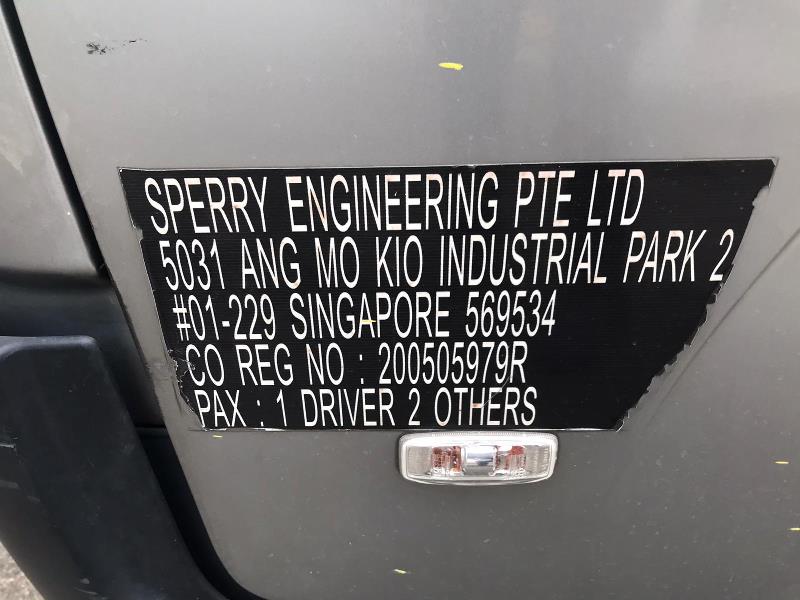 SPERRY ENGINEERING PTE LTD
5031 ANG MO KIO INDUSTRIAL PARK 2
#01-229 SINGAPORE 569534
CO REG NO : 200505979R
PAX : 1 DRIVER 2 OTHERS